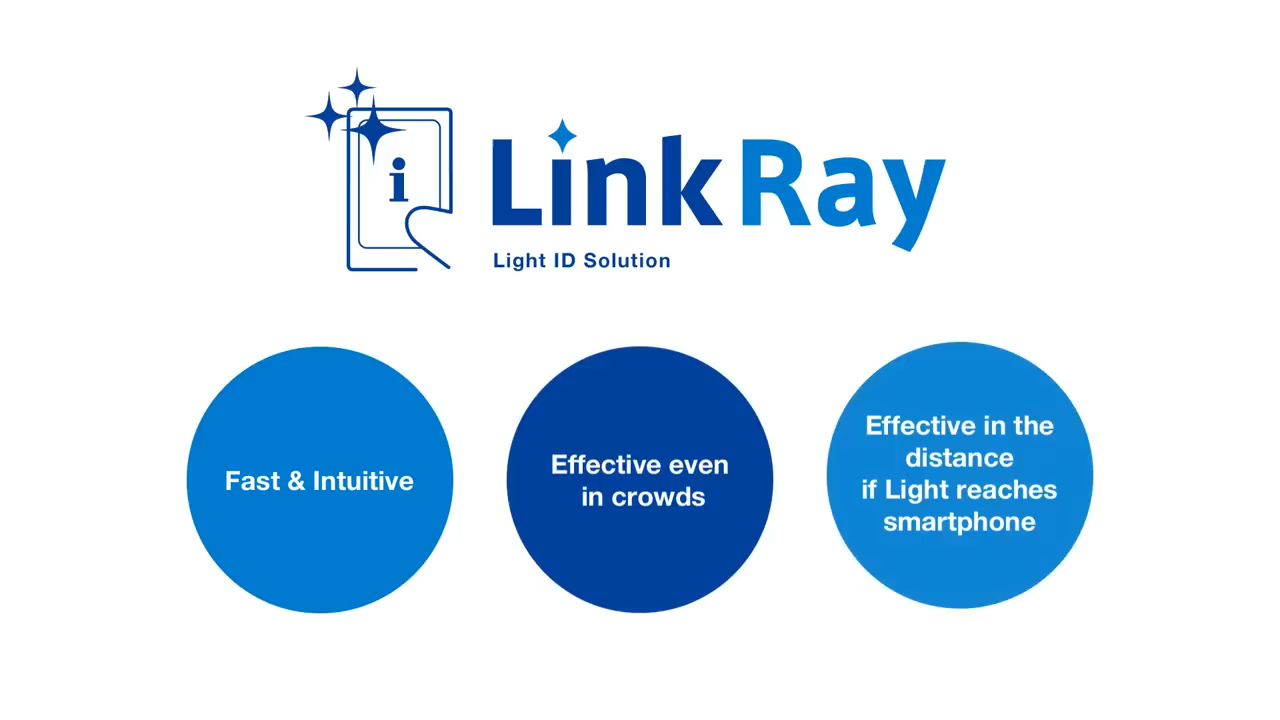 i
LinkRay
Light ID Solution
Fast & Intuitive
Effective even
in crowds
Effective in the
distance
if Light reaches
smartphone